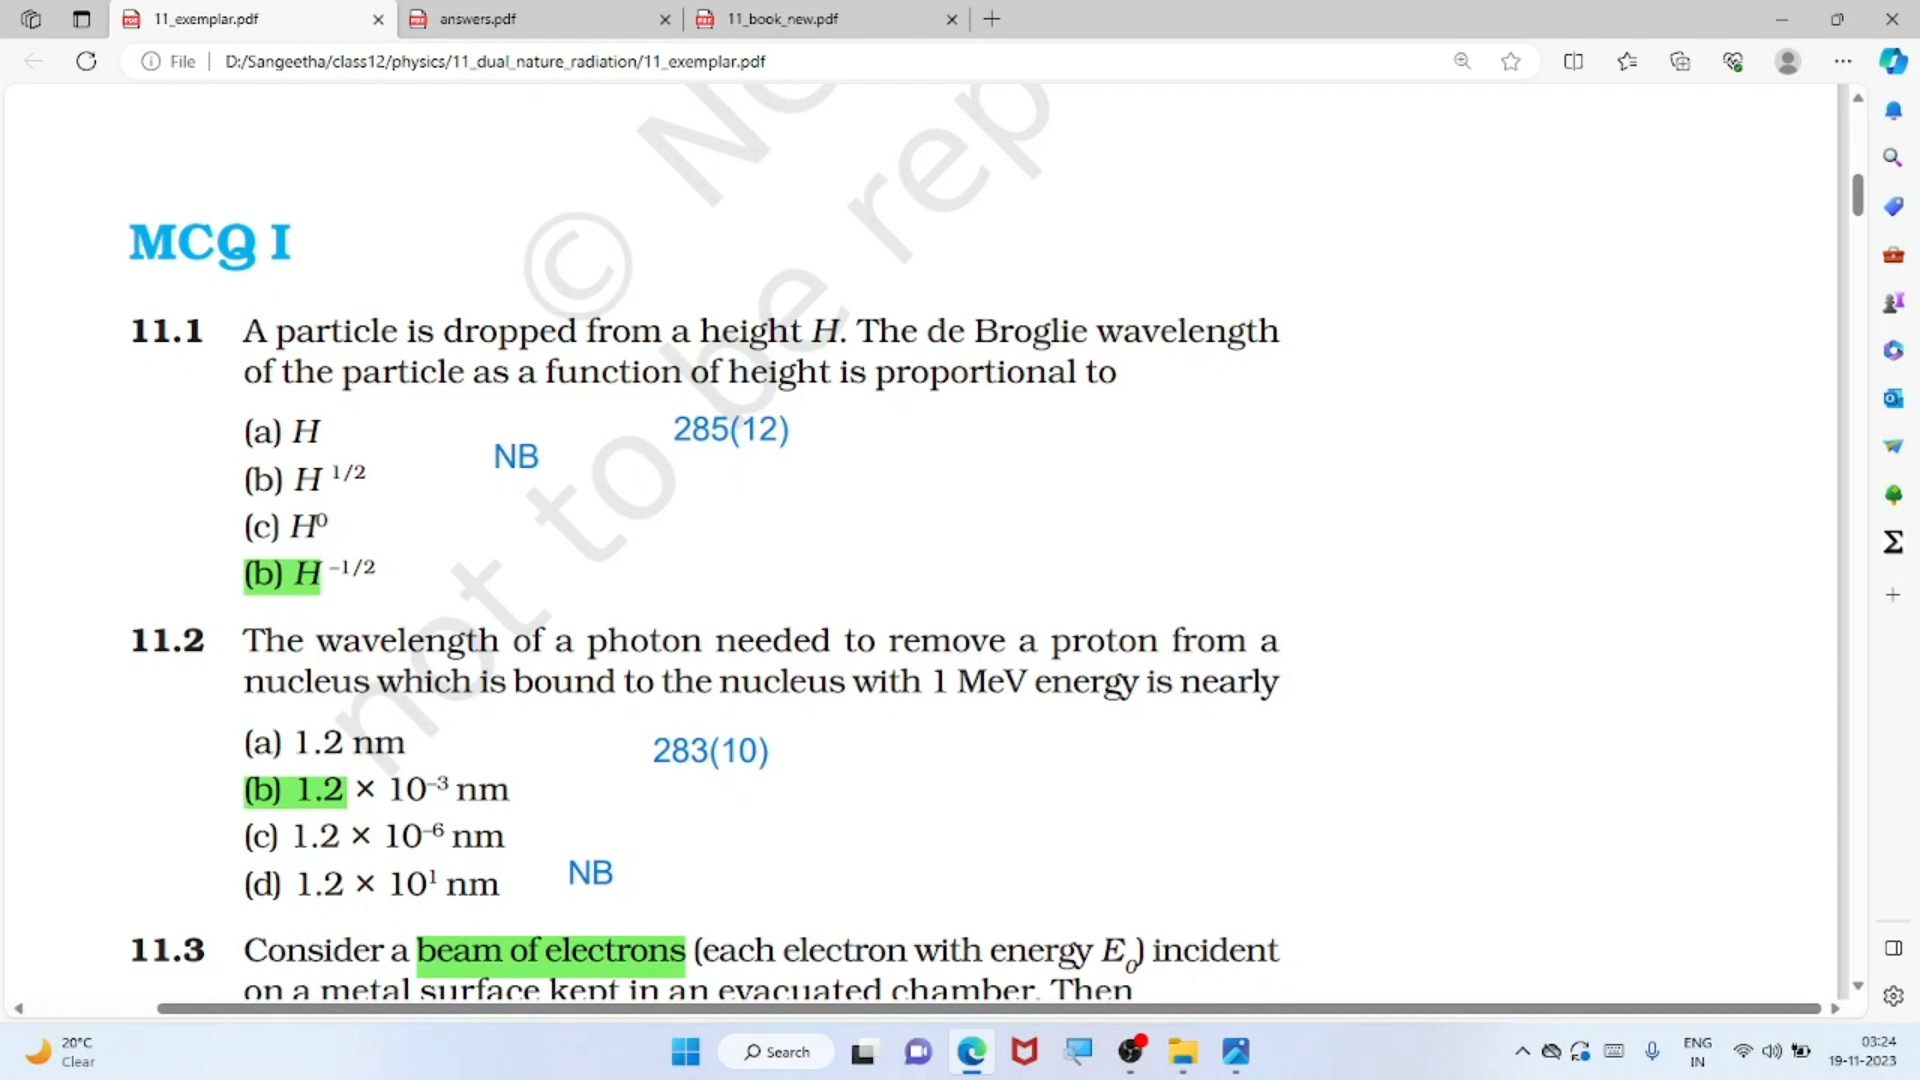 11_exemplar.pdf
answers.pdf
11_book_new.pdf
File
D:/Sangeetha/class12/physics/11_dual_nature_radiation/11_exemplar.pdf
© No
not to be rep
MCQ I
11.1 A particle is dropped from a height H. The de Broglie wavelength
of the particle as a function of height is proportional to
(a) H
285(12)
NB
(b) H 1/2
(c) H0
(b) H –1/2
11.2 The wavelength of a photon needed to remove a proton from a
nucleus which is bound to the nucleus with 1 MeV energy is nearly
(a) 1.2 nm
283(10)
(b) 1.2 × 10–3 nm
(c) 1.2 × 10–6 nm
(d) 1.2 × 101 nm
NB
11.3 Consider a beam of electrons (each electron with energy E0) incident
on a metal surface kept in an evacuated chamber. Then
20°C
Clear
Search
ENG
IN
03:24
19-11-2023